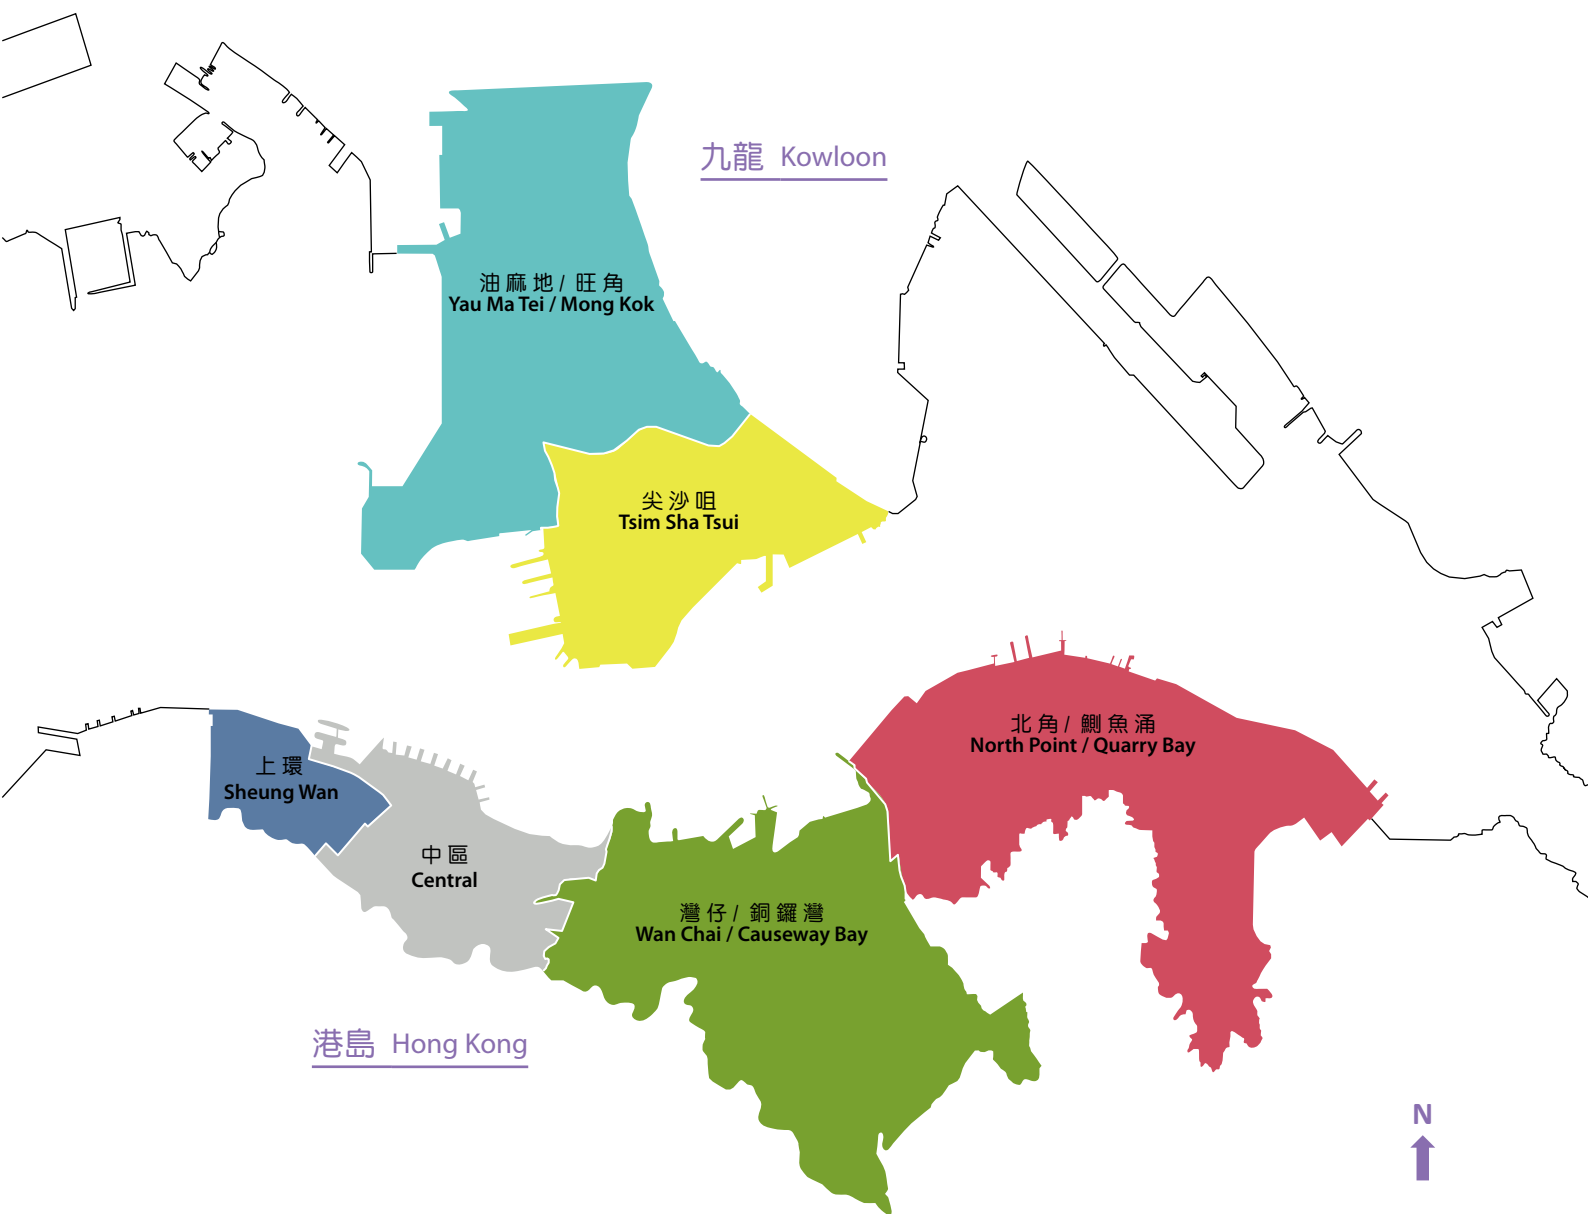 九龍 Kowloon
油麻地/ 旺角
Yau Ma Tei / Mong Kok
尖沙咀
Tsim Sha Tsui
北角/ 鰂魚涌
North Point / Quarry Bay
上環
Sheung Wan
中區
Central
灣仔/ 銅鑼灣
Wan Chai / Causeway Bay
港島 Hong Kong
N